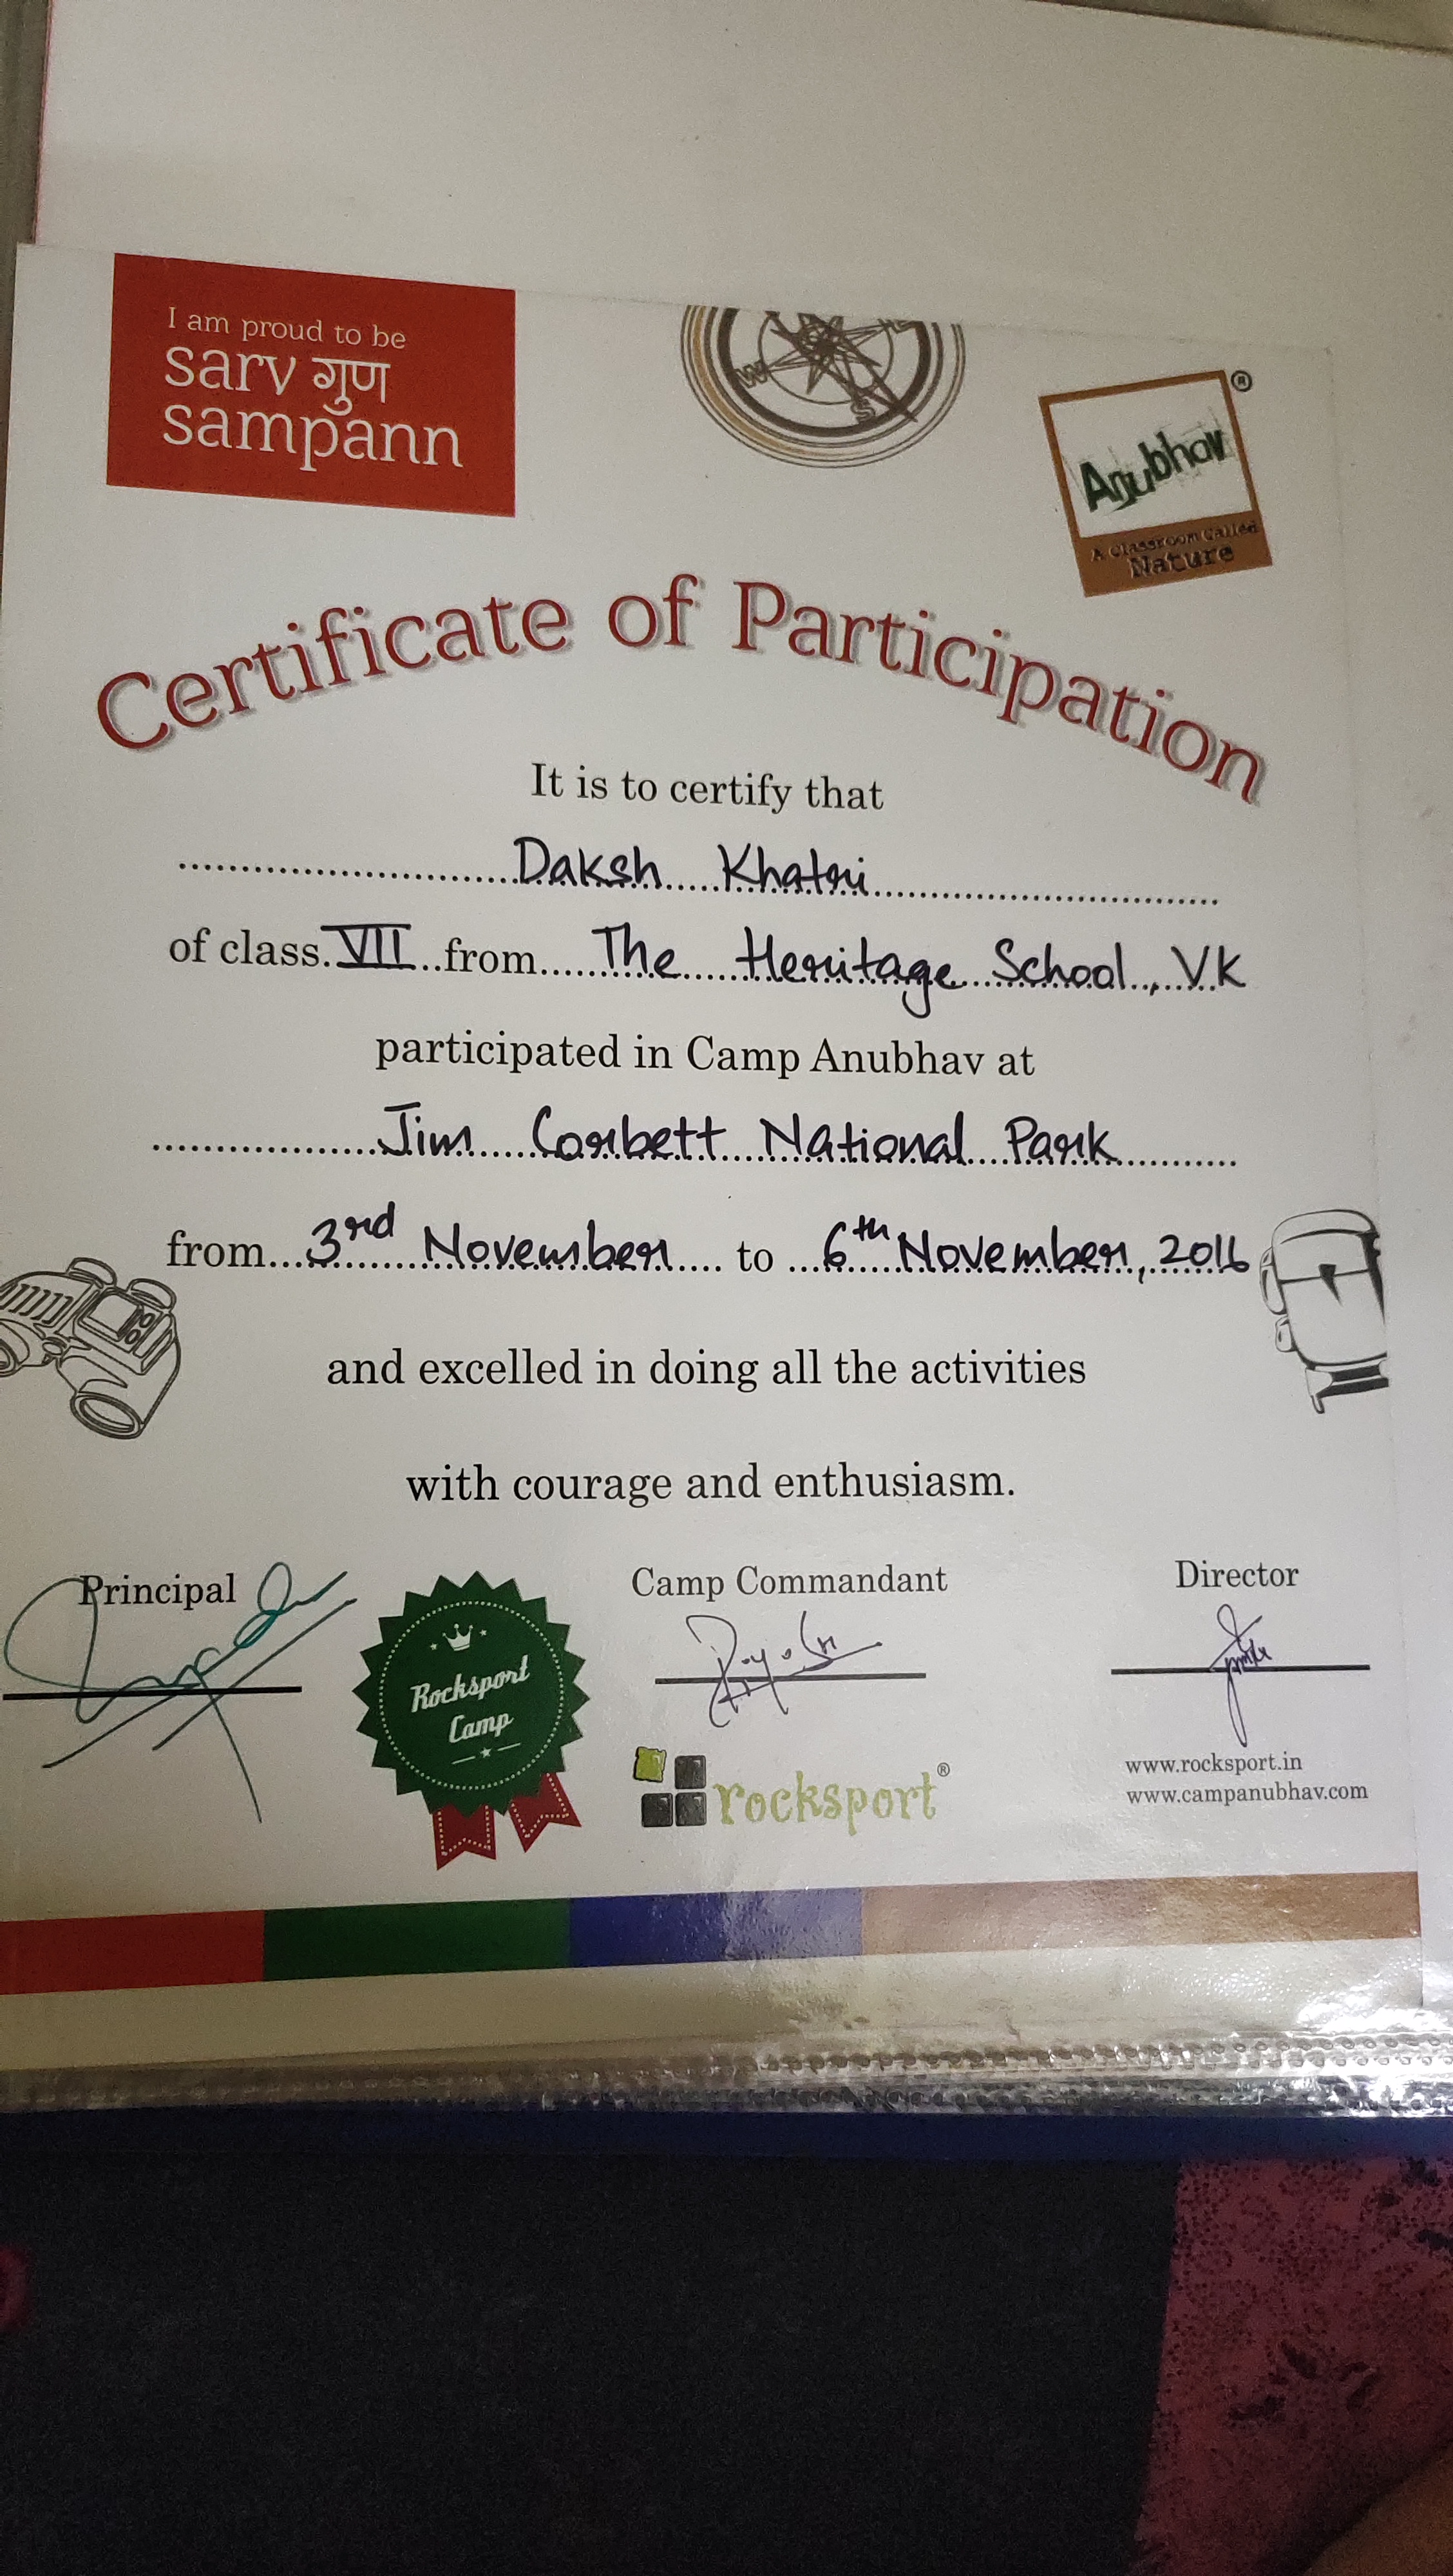 I am proud to be
sarv गुण
sampann
W
S
Anubhav
®
A Classroom Called
Nature
Certificate of Participation
It is to certify that
Daksh Khatri
of class VII from The Heritage School, VK
participated in Camp Anubhav at
Jim Corbett National Park
from 3rd November to 6th November, 2016
and excelled in doing all the activities
with courage and enthusiasm.
Principal
Camp Commandant
Director
Rocksport
Camp
rocksport®
www.rocksport.in
www.campanubhav.com